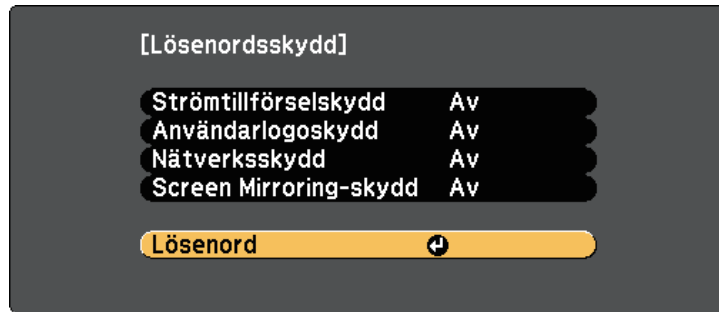 [Lösenordsskydd]
Strömtillförselskydd Av
Användarlogoskydd Av
Nätverksskydd Av
Screen Mirroring-skydd Av
Lösenord